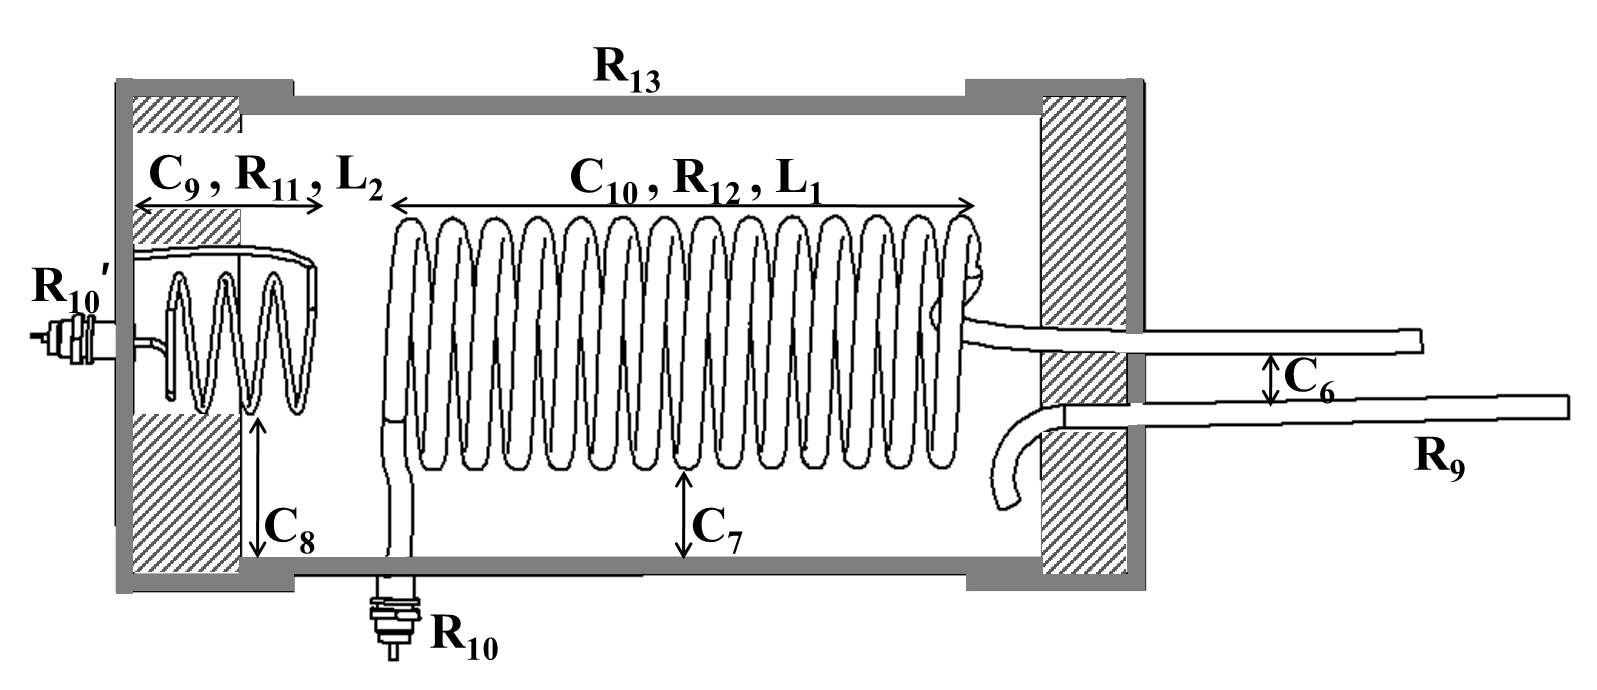 R₁₃
C₉ , R₁₁ , L₂
C₁₀ , R₁₂ , L₁
R₁₀′
C₆
R₉
C₈
C₇
R₁₀